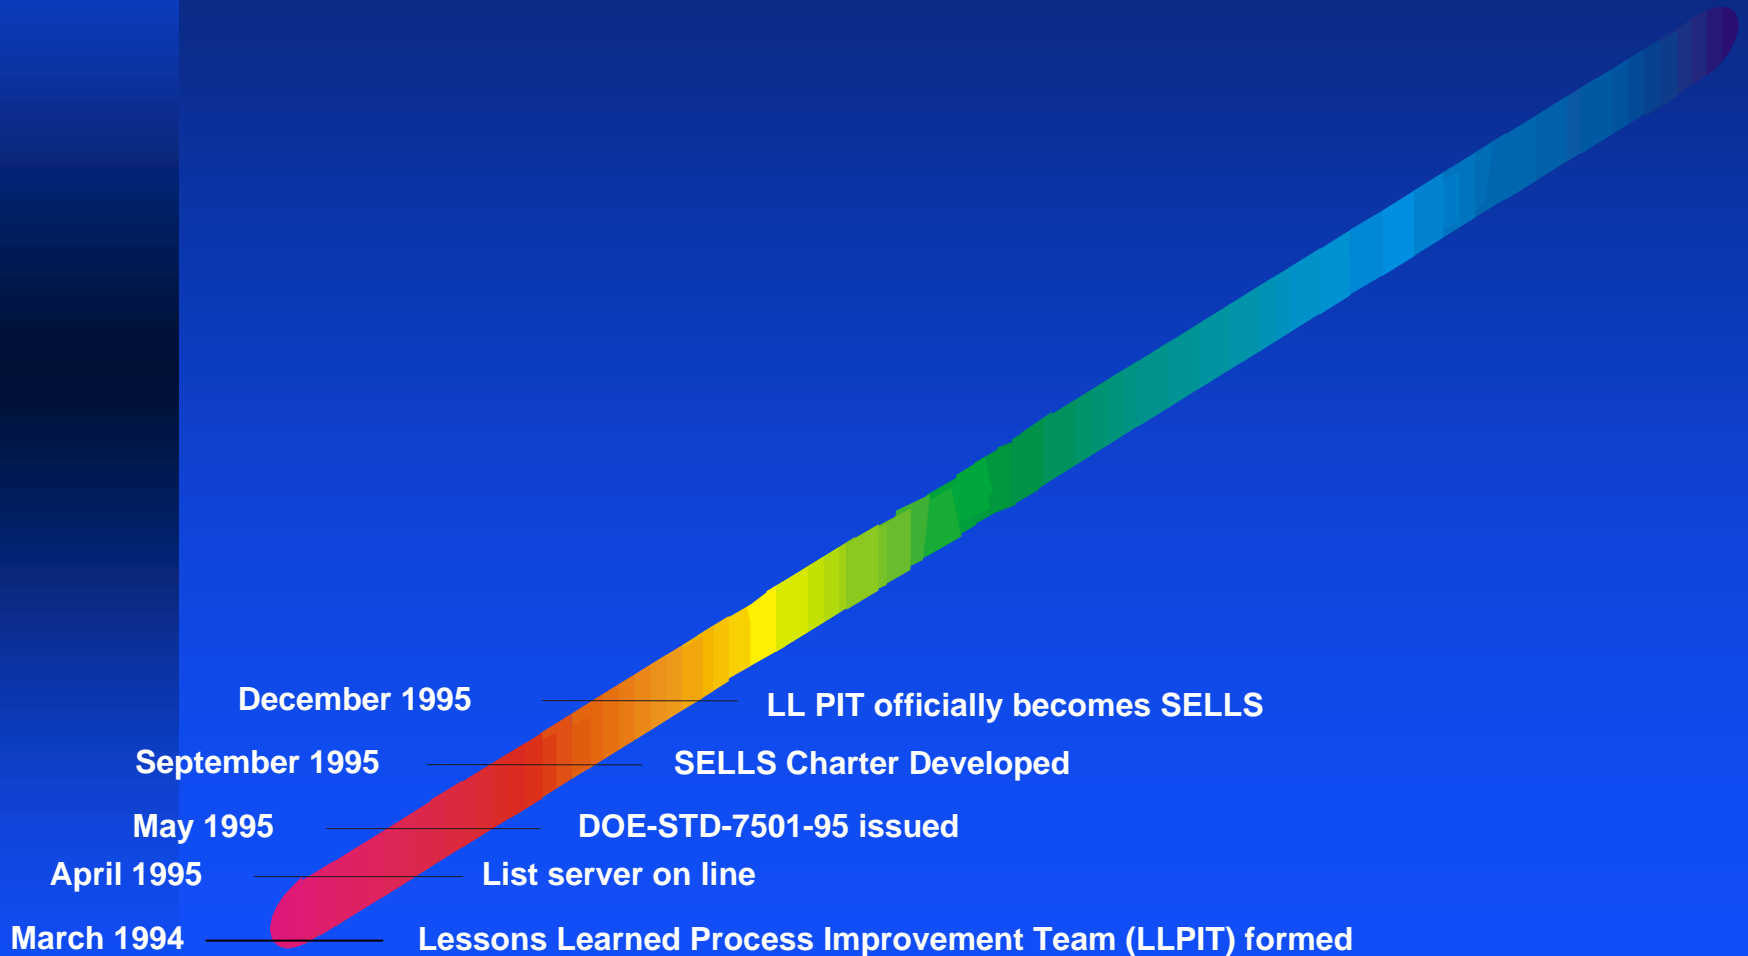 December 1995 LL PIT officially becomes SELLS
September 1995 SELLS Charter Developed
May 1995 DOE-STD-7501-95 issued
April 1995 List server on line
March 1994 Lessons Learned Process Improvement Team (LLPIT) formed